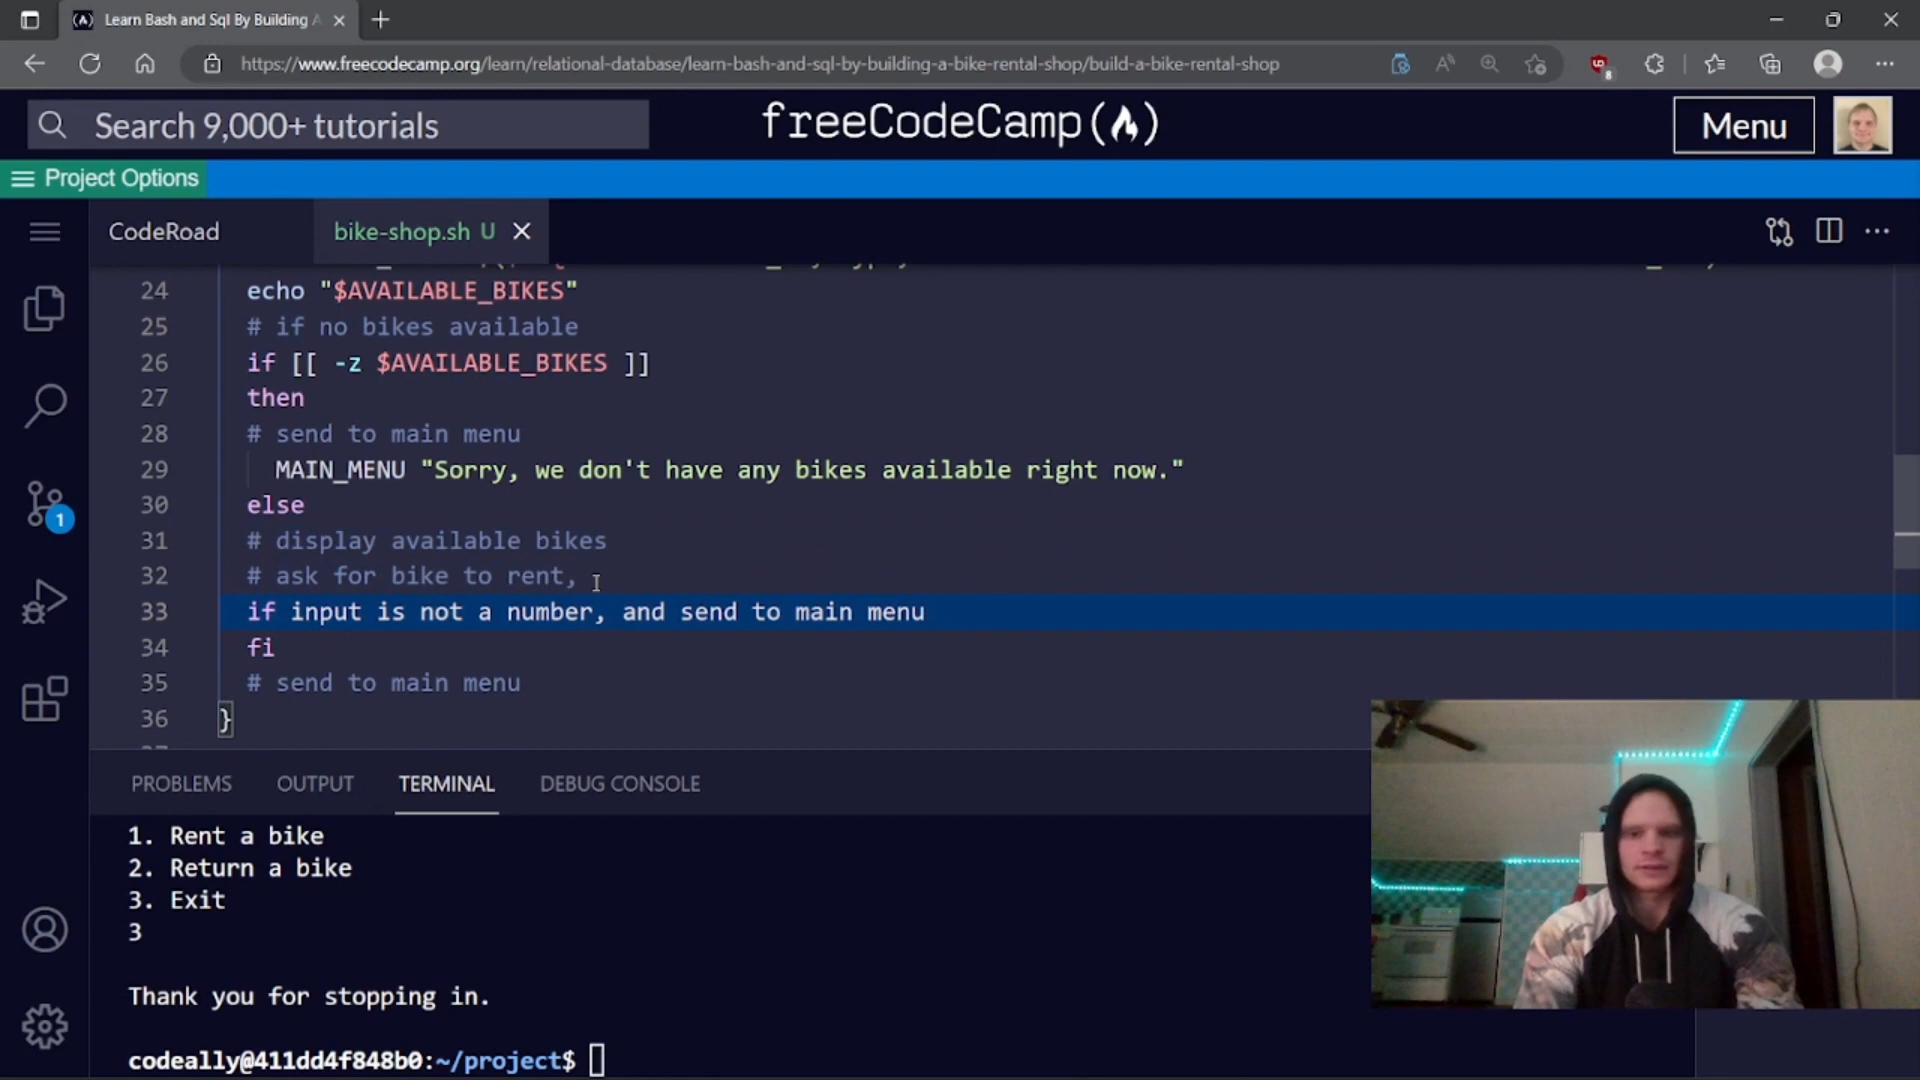 Learn Bash and Sql By Building A
https://www.freecodecamp.org/learn/relational-database/learn-bash-and-sql-by-building-a-bike-rental-shop/build-a-bike-rental-shop
8
Search 9,000+ tutorials
freeCodeCamp
Menu
Project Options
CodeRoad
bike-shop.sh U
24 echo "$AVAILABLE_BIKES"
25 # if no bikes available
26 if [[ -z $AVAILABLE_BIKES ]]
27 then
28 # send to main menu
29 MAIN_MENU "Sorry, we don't have any bikes available right now."
30 else
31 # display available bikes
32 # ask for bike to rent,
33 if input is not a number, and send to main menu
34 fi
35 # send to main menu
36 }
1
PROBLEMS OUTPUT TERMINAL DEBUG CONSOLE
1. Rent a bike
2. Return a bike
3. Exit
3
Thank you for stopping in.
codeally@411dd4f848b0:~/project$